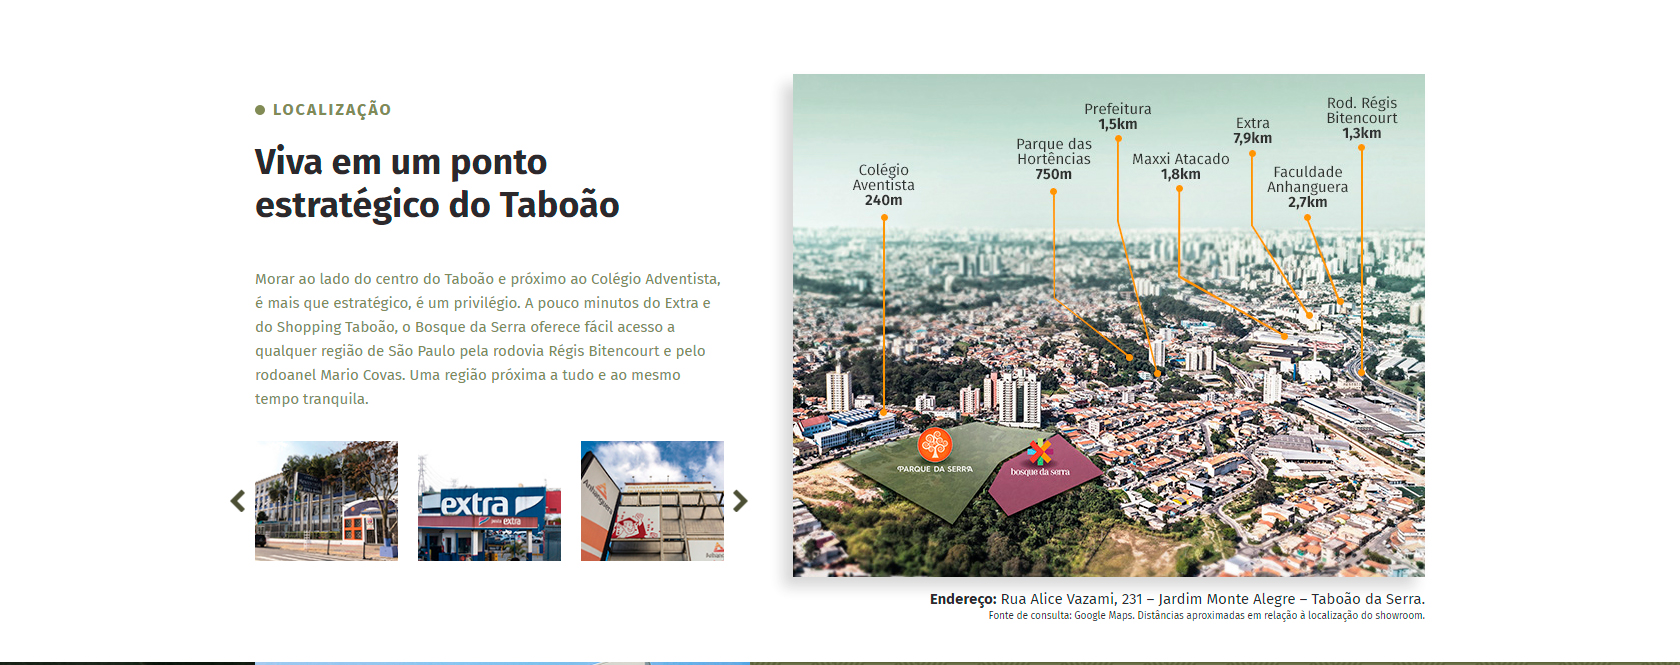 LOCALIZAÇÃO
Viva em um ponto
estratégico do Taboão
Morar ao lado do centro do Taboão e próximo ao Colégio Adventista,
é mais que estratégico, é um privilégio. A pouco minutos do Extra e
do Shopping Taboão, o Bosque da Serra oferece fácil acesso a
qualquer região de São Paulo pela rodovia Régis Bitencourt e pelo
rodoanel Mario Covas. Uma região próxima a tudo e ao mesmo
tempo tranquila.
extra
extra
Anhanguera
Colégio
Aventista
240m
Parque das
Hortências
750m
Prefeitura
1,5km
Maxxi Atacado
1,8km
Extra
7,9km
Faculdade
Anhanguera
2,7km
Rod. Régis
Bitencourt
1,3km
PARQUE DA SERRA
bosque da serra
Endereço: Rua Alice Vazami, 231 – Jardim Monte Alegre – Taboão da Serra.
Fonte de consulta: Google Maps. Distâncias aproximadas em relação à localização do showroom.